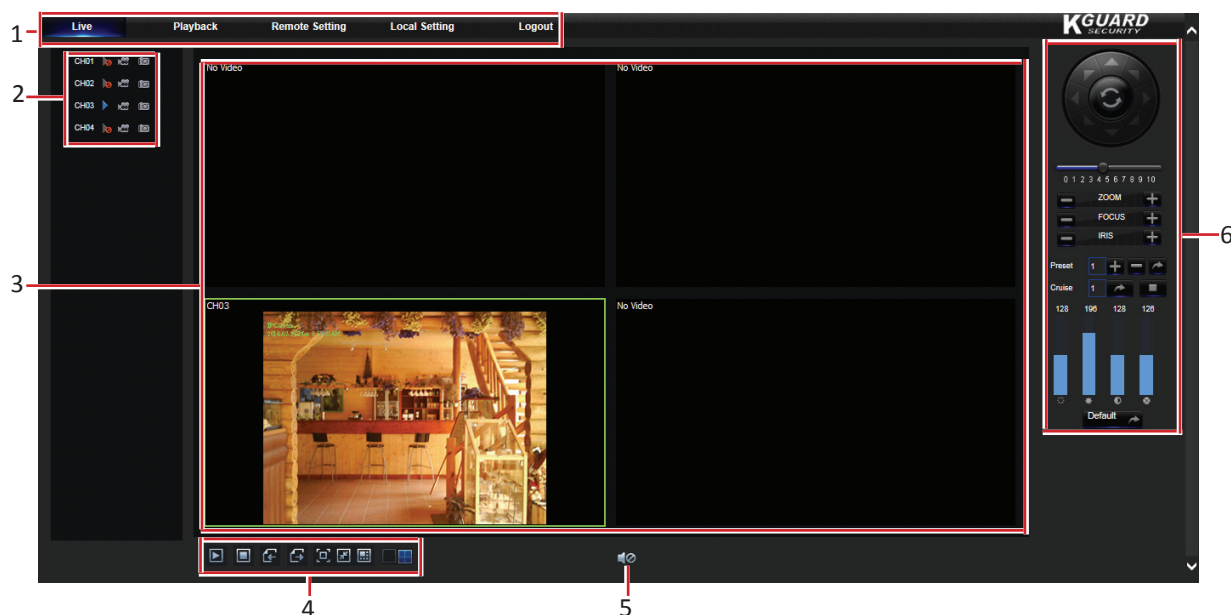 Live Playback Remote Setting Local Setting Logout
KGUARD
SECURITY
1
CH01
CH02
CH03
CH04
2
No Video
No Video
CH03
No Video
3
0 1 2 3 4 5 6 7 8 9 10
ZOOM
FOCUS
IRIS
Preset 1
Cruise 1
128 196 128 126
Default
6
4
5